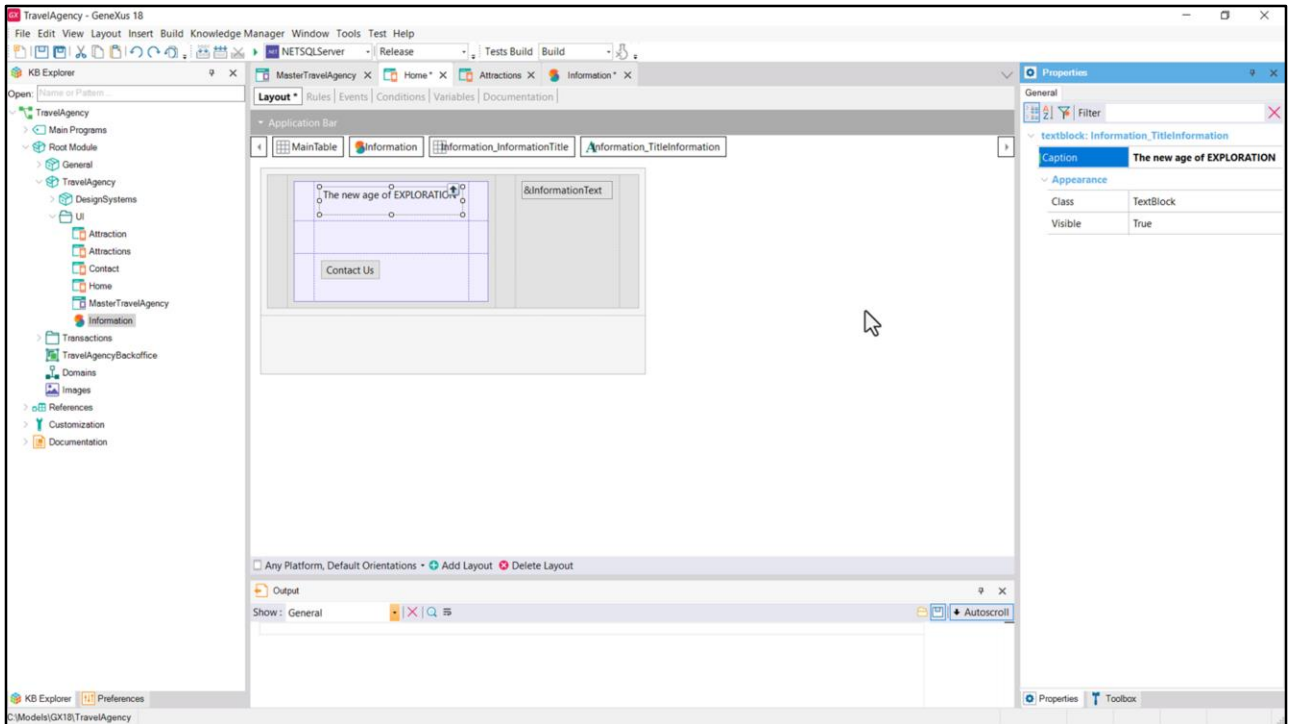 TravelAgency - GeneXus 18
File Edit View Layout Insert Build Knowledge Manager Window Tools Test Help
NETSQLServer Release Tests Build Build
KB Explorer
Open: Name or Pattern...
TravelAgency
Main Programs
Root Module
General
TravelAgency
DesignSystems
UI
Attraction
Attractions
Contact
Home
MasterTravelAgency
Information
Transactions
TravelAgencyBackoffice
Domains
Images
References
Customization
Documentation
KB Explorer Preferences
MasterTravelAgency X Home* X Attractions X Information* X
Layout * Rules Events Conditions Variables Documentation
Application Bar
MainTable Information Information_InformationTitle Information_TitleInformation
The new age of EXPLORATION
&InformationText
Contact Us
Any Platform, Default Orientations Add Layout Delete Layout
Output
Show: General
Autoscroll
Properties
General
Filter
textblock: Information_TitleInformation
Caption The new age of EXPLORATION
Appearance
Class TextBlock
Visible True
Properties Toolbox
C:\Models\GX18\TravelAgency